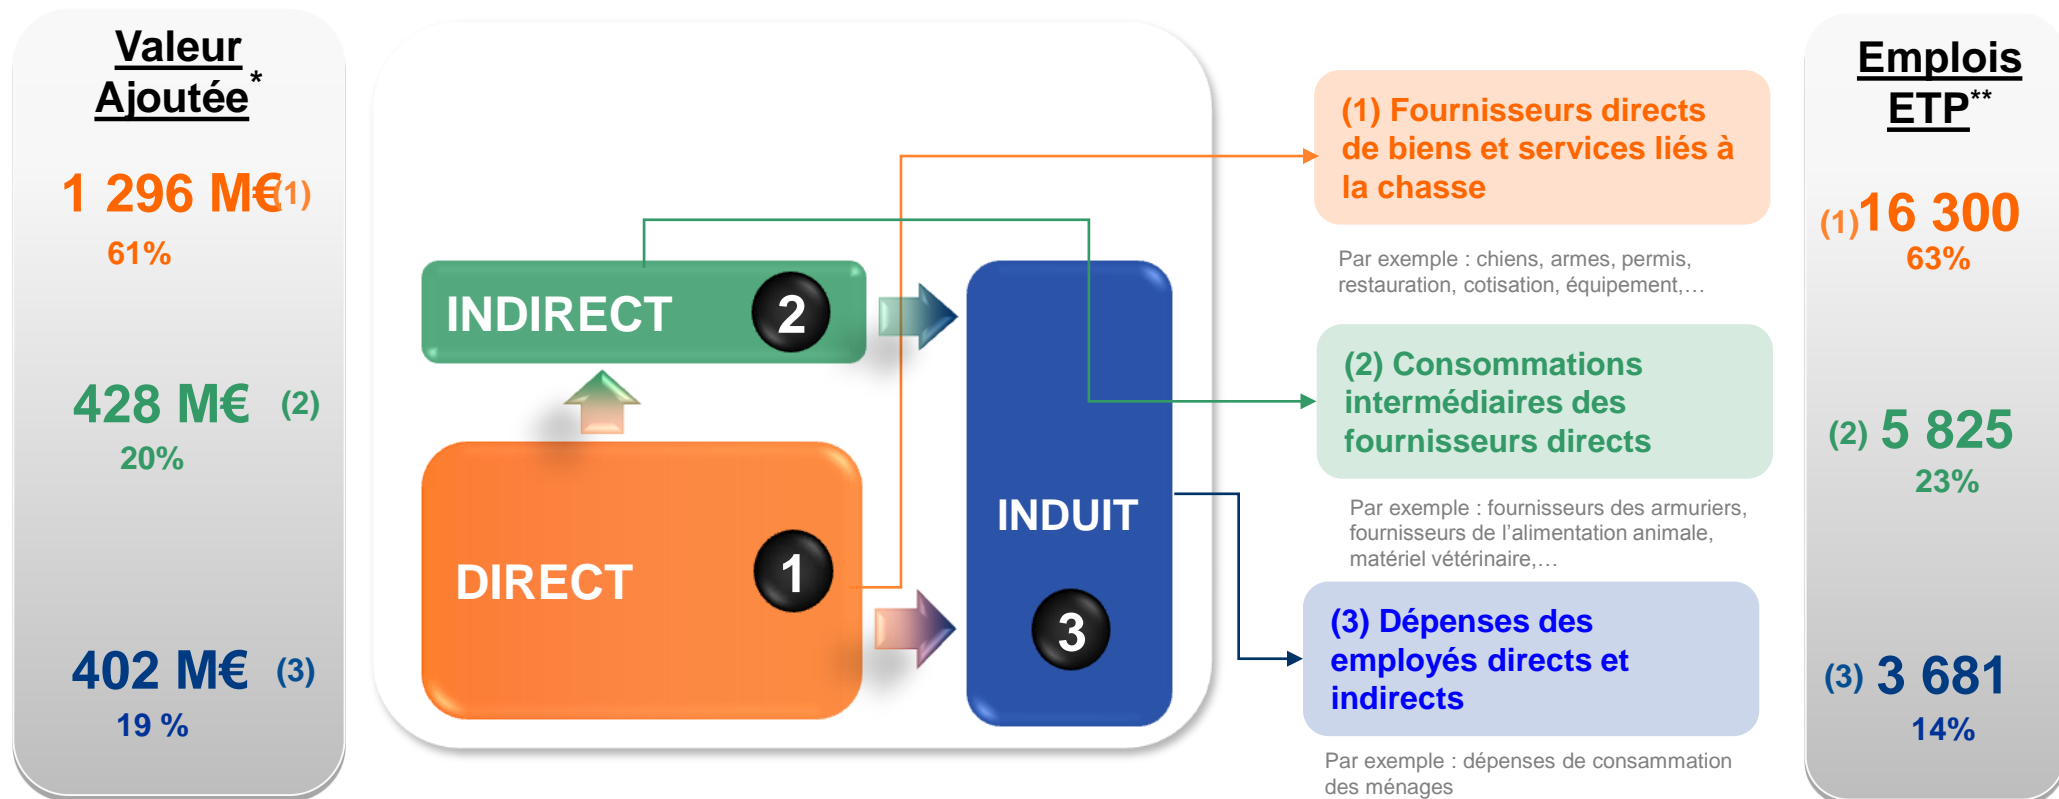 Valeur
Ajoutée*
1 296 M€ (1)
61%
428 M€ (2)
20%
402 M€ (3)
19 %
INDIRECT 2
DIRECT 1
INDUIT
3
(1) Fournisseurs directs
de biens et services liés à
la chasse
Par exemple : chiens, armes, permis,
restauration, cotisation, équipement,…
(2) Consommations
intermédiaires des
fournisseurs directs
Par exemple : fournisseurs des armuriers,
fournisseurs de l’alimentation animale,
matériel vétérinaire,…
(3) Dépenses des
employés directs et
indirects
Par exemple : dépenses de consammation
des ménages
Emplois
ETP**
(1) 16 300
63%
(2) 5 825
23%
(3) 3 681
14%